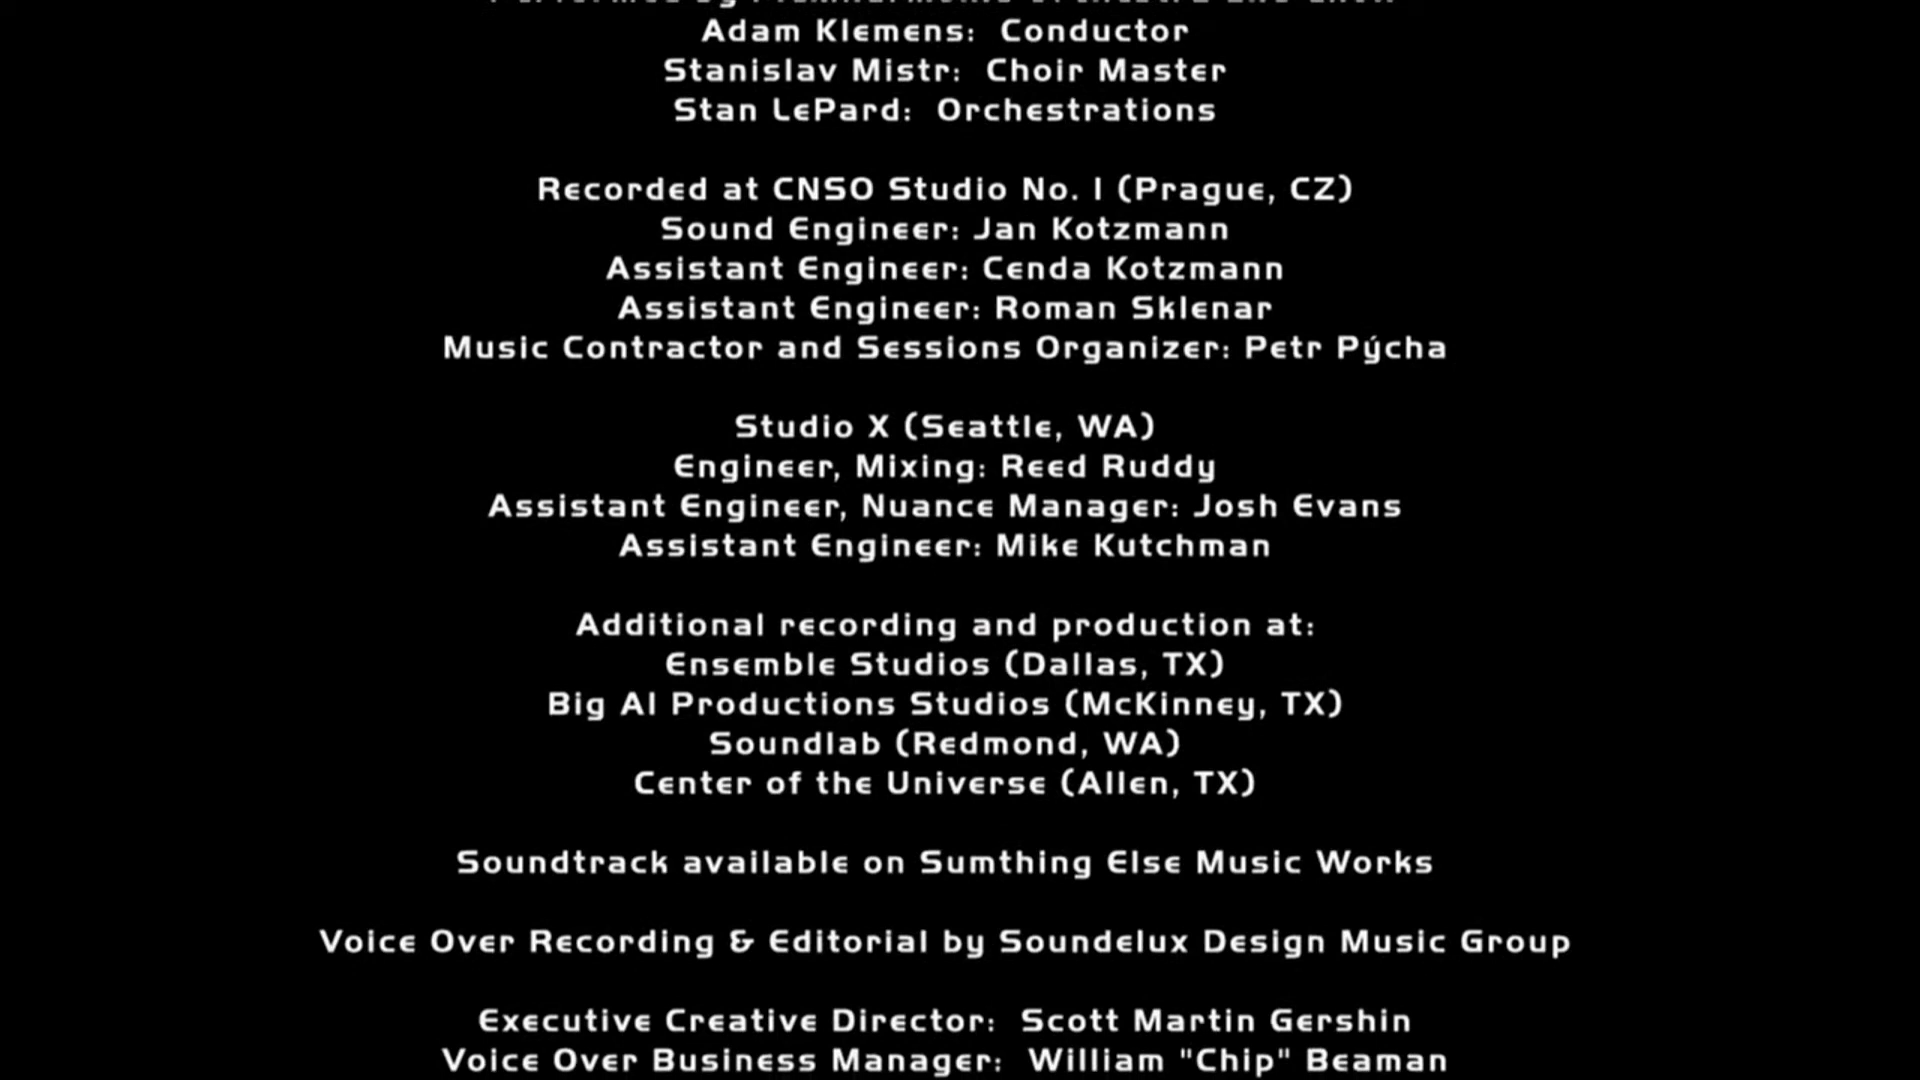 Performed by
Adam Klemens:  Conductor
Stanislav Mistr:  Choir Master
Stan LePard:  Orchestrations
Recorded at CNSO Studio No. 1 (Prague, CZ)
Sound Engineer: Jan Kotzmann
Assistant Engineer: Cenda Kotzmann
Assistant Engineer: Roman Sklenar
Music Contractor and Sessions Organizer: Petr Pýcha
Studio X (Seattle, WA)
Engineer, Mixing: Reed Ruddy
Assistant Engineer, Nuance Manager: Josh Evans
Assistant Engineer: Mike Kutchman
Additional recording and production at:
Ensemble Studios (Dallas, TX)
Big Al Productions Studios (McKinney, TX)
Soundlab (Redmond, WA)
Center of the Universe (Allen, TX)
Soundtrack available on Sumthing Else Music Works
Voice Over Recording & Editorial by Soundelux Design Music Group
Executive Creative Director:  Scott Martin Gershin
Voice Over Business Manager:  William "Chip" Beaman